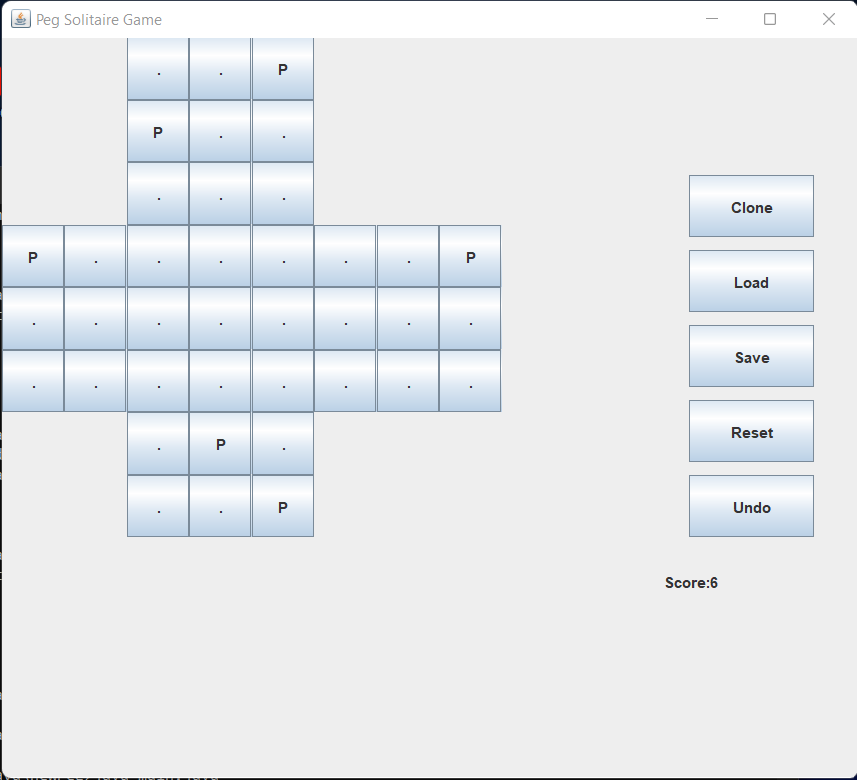 Peg Solitaire Game
. . P
P . .
. . .
P . . . . . . P
. . . . . . . .
. . . . . . . .
. P .
. . P
Clone
Load
Save
Reset
Undo
Score:6